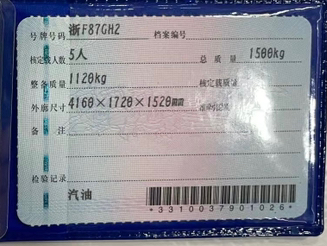 号牌号码 浙F87GH2 档案编号
核定载人数 5人 总质量 1500kg
整备质量 1120kg 核定载质量
外廓尺寸 4160×1720×1520mm 准牵引总质量
备注
检验记录
汽油
*3310037901026*